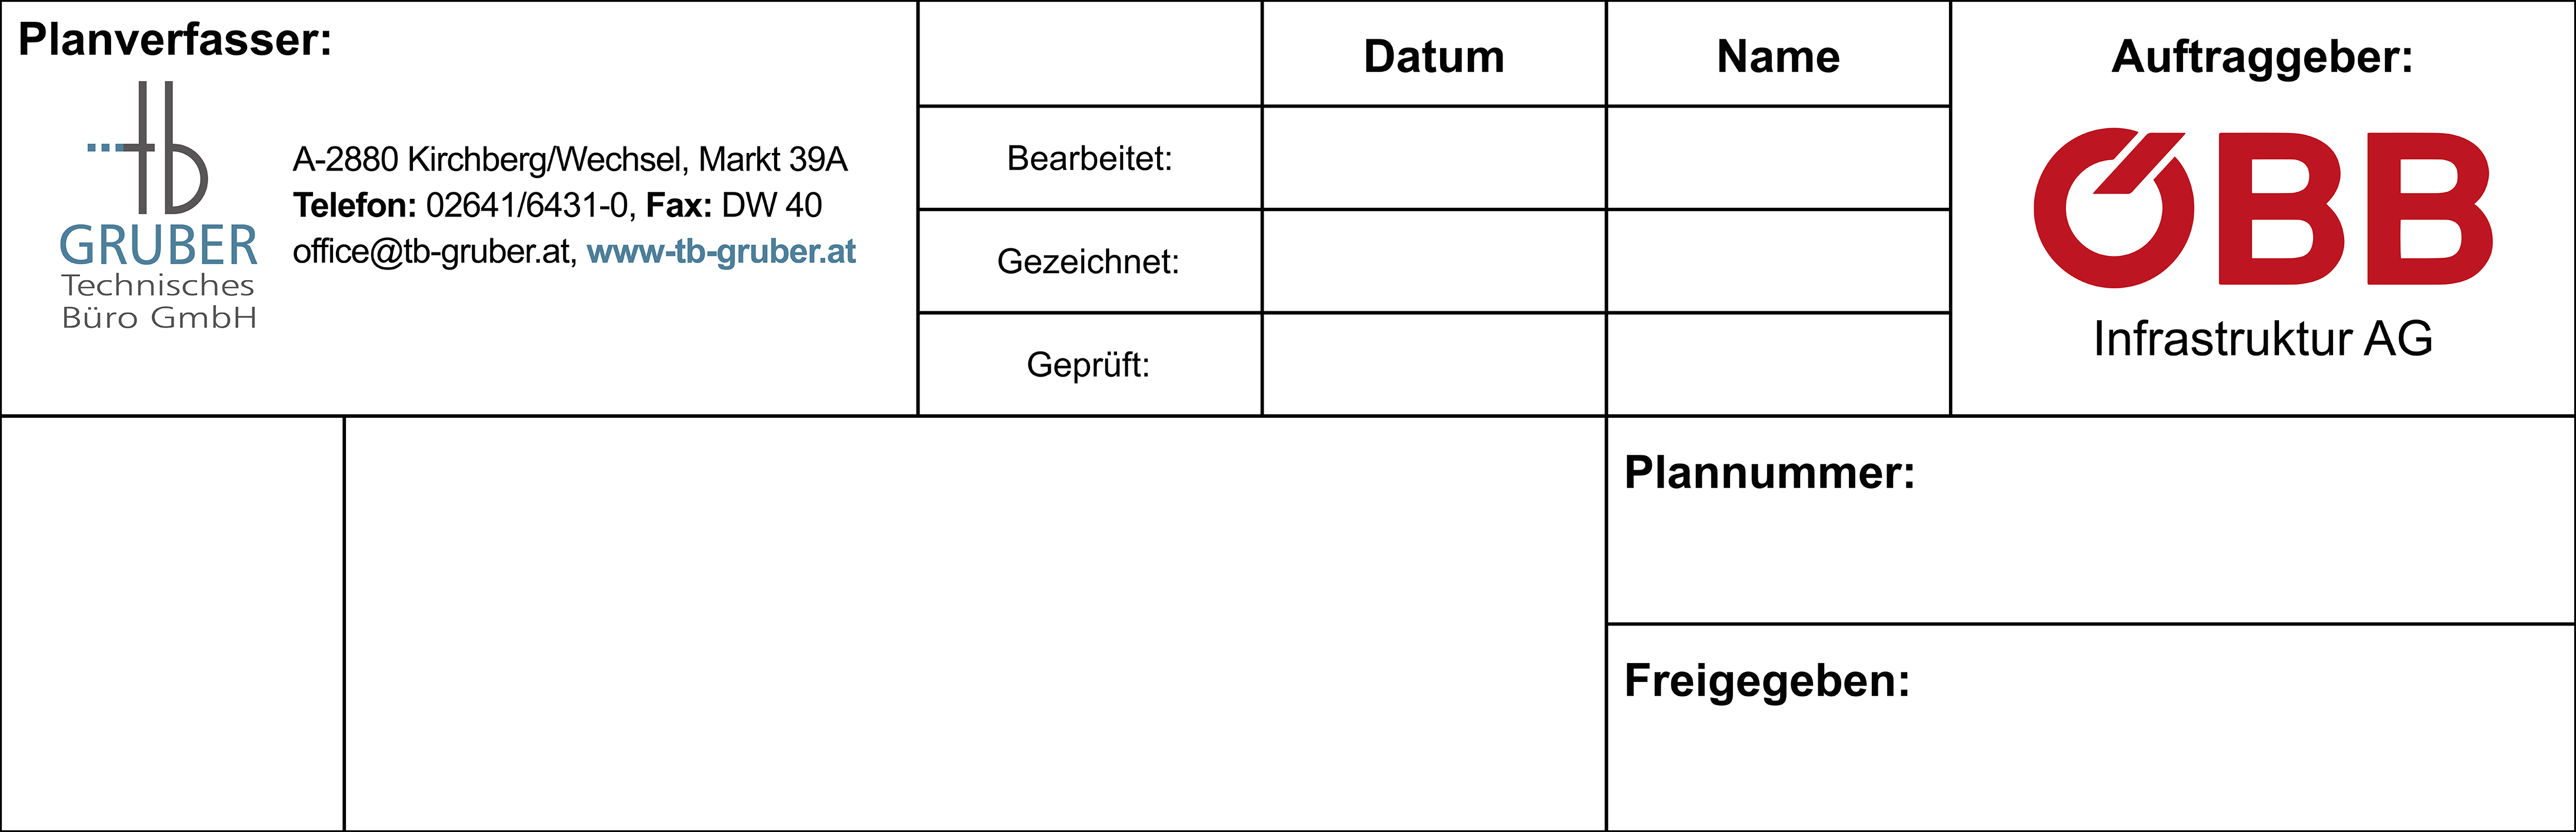 Planverfasser:
tb
GRUBER
Technisches
Büro GmbH
A-2880 Kirchberg/Wechsel, Markt 39A
Telefon: 02641/6431-0, Fax: DW 40
office@tb-gruber.at, www-tb-gruber.at
Datum
Name
Bearbeitet:
Gezeichnet:
Geprüft:
Auftraggeber:
ÖBB
Infrastruktur AG
Plannummer:
Freigegeben: